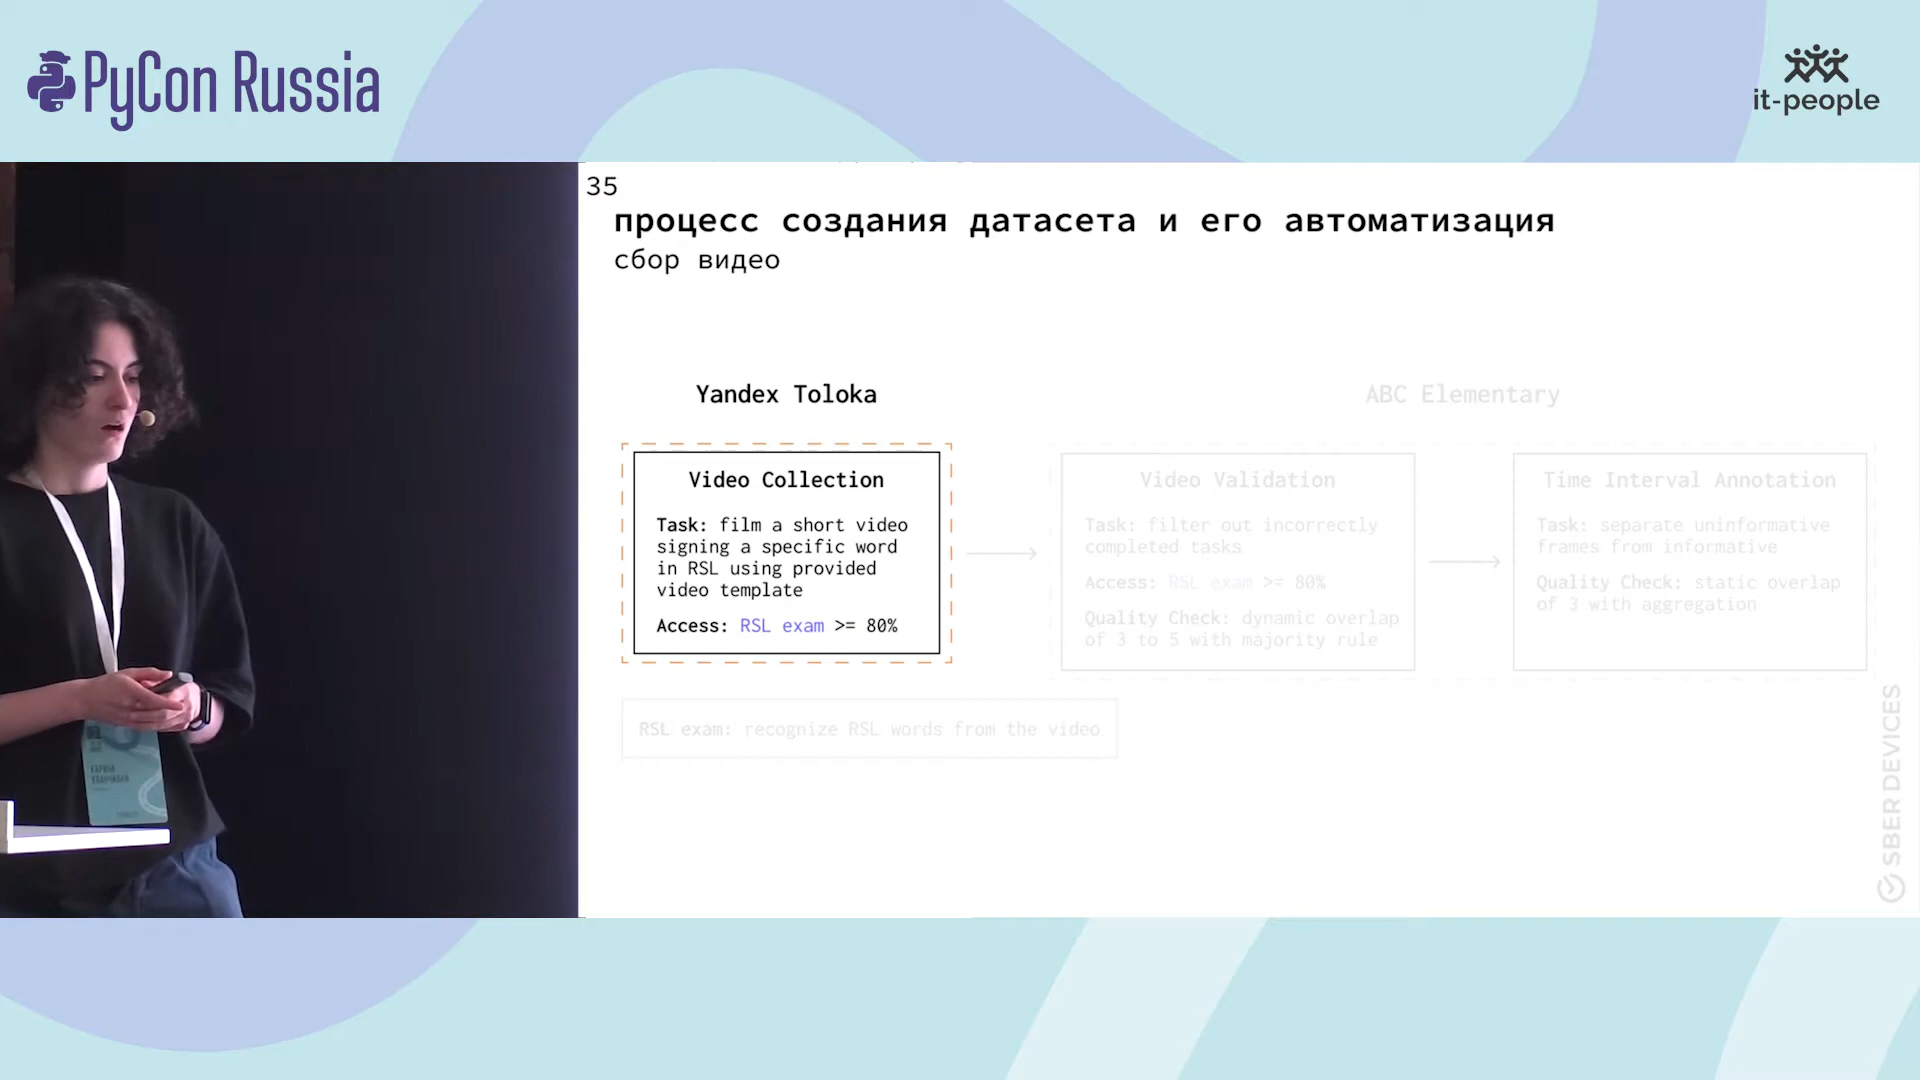 PyCon Russia
it-people
35
процесс создания датасета и его автоматизация
сбор видео
Yandex Toloka
ABC Elementary
Video Collection
Task: film a short video
signing a specific word
in RSL using provided
video template
Access: RSL exam >= 80%
Video Validation
Task: filter out incorrectly
completed tasks
Access: RSL exam >= 80%
Quality Check: dynamic overlap
of 3 to 5 with majority rule
Time Interval Annotation
Task: separate uninformative
frames from informative
Quality Check: static overlap
of 3 with aggregation
RSL exam: recognize RSL words from the video
SBER DEVICES
КАРИНА